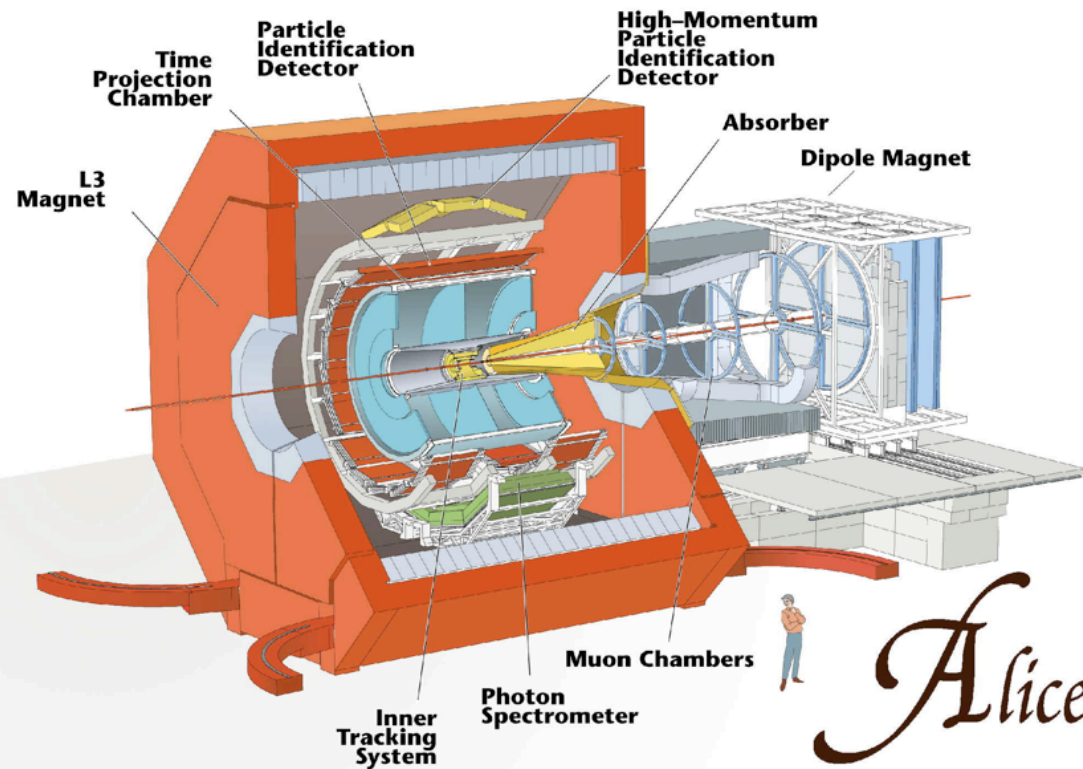 Particle
Identification
Detector
High–Momentum
Particle
Identification
Detector
Time
Projection
Chamber
Absorber
Dipole Magnet
L3
Magnet
Muon Chambers
Photon
Spectrometer
Inner
Tracking
System
Alice